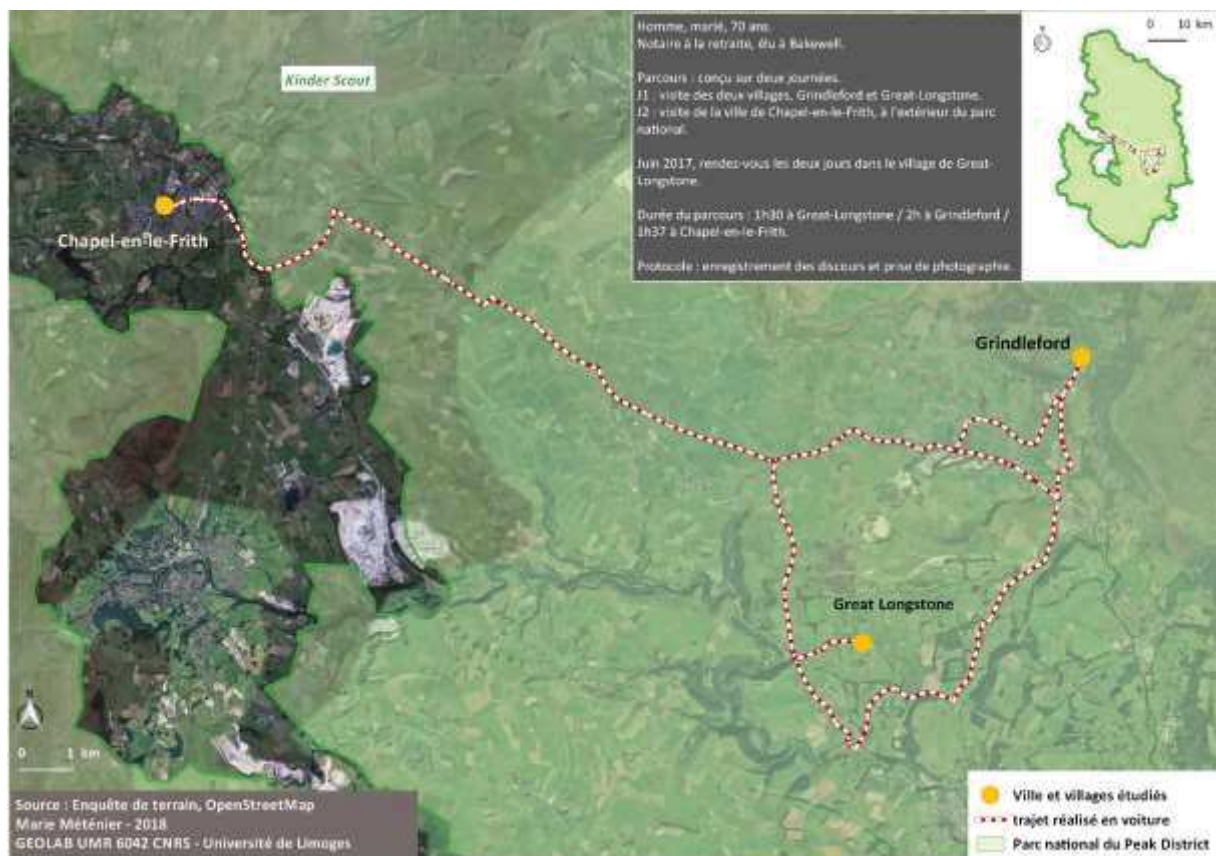 Homme, marié, 70 ans.
Notaire à la retraite, élu à Bakewell.
Parcours : conçu sur deux journées.
J1 : visite des deux villages, Grindleford et Great-Longstone.
J2 : visite de la ville de Chapel-en-le-Frith, à l'extérieur du parc
national.
Juin 2017, rendez-vous les deux jours dans le village de Great-
Longstone.
Durée du parcours : 1h30 à Great-Longstone / 2h à Grindleford /
1h37 à Chapel-en-le-Frith.
Protocole : enregistrement des discours et prise de photographie.
N
0 10 km
Kinder Scout
Chapel-en-le-Frith
Grindleford
Great Longstone
N
0 1 km
Source : Enquête de terrain, OpenStreetMap
Marie Méténier - 2018
GEOLAB UMR 6042 CNRS - Université de Limoges
Ville et villages étudiés
trajet réalisé en voiture
Parc national du Peak District